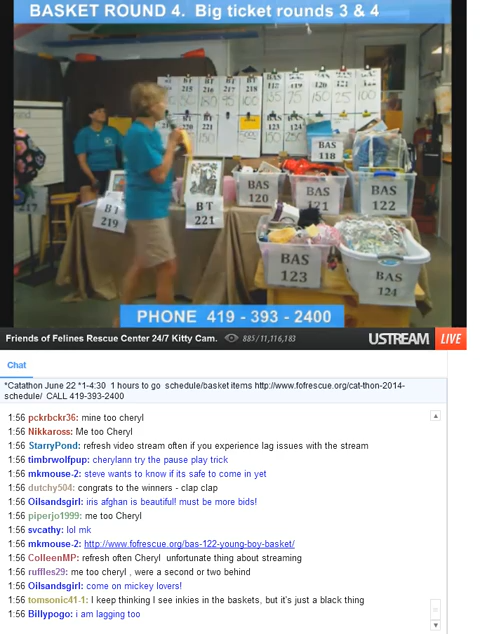 BASKET ROUND 4. Big ticket rounds 3 & 4
BAS
118
BAS
120
BAS
121
BAS
122
BT
219
BT
221
BAS
123
BAS
124
PHONE 419 - 393 - 2400
Friends of Felines Rescue Center 24/7 Kitty Cam. 885/11,116,183 USTREAM LIVE
Chat
*Catathon June 22 *1-4:30 1 hours to go schedule/basket items http://www.fofrescue.org/cat-thon-2014-
schedule/ CALL 419-393-2400
1:56 pckrbckr36: mine too cheryl
1:56 Nikkaross: Me too Cheryl
1:56 StarryPond: refresh video stream often if you experience lag issues with the stream
1:56 timbrwolfpup: cherylann try the pause play trick
1:56 mkmouse-2: steve wants to know if its safe to come in yet
1:56 dutchy504: congrats to the winners - clap clap
1:56 Oilsandsgirl: iris afghan is beautiful! must be more bids!
1:56 piperjo1999: me too Cheryl
1:56 svcathy: lol mk
1:56 mkmouse-2: http://www.fofrescue.org/bas-122-young-boy-basket/
1:56 ColleenMP: refresh often Cheryl unfortunate thing about streaming
1:56 ruffles29: me too cheryl , were a second or two behind
1:56 Oilsandsgirl: come on mickey lovers!
1:56 tomsonic41-1: I keep thinking I see inkies in the baskets, but it's just a black thing
1:56 Billypogo: i am lagging too